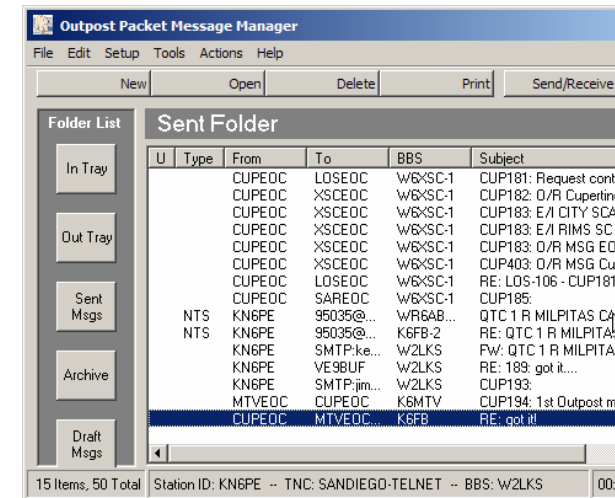 Outpost Packet Message Manager
File Edit Setup Tools Actions Help
New Open Delete Print Send/Receive
Folder List
Sent Folder
In Tray
Out Tray
Sent
Msgs
Archive
Draft
Msgs
U Type From To BBS Subject
CUPEOC LOSEOC W6XSC-1 CUP181: Request cont
CUPEOC XSCEOC W6XSC-1 CUP182: O/R Cupertin
CUPEOC XSCEOC W6XSC-1 CUP183: E/I CITY SCA
CUPEOC XSCEOC W6XSC-1 CUP183: E/I RIMS SC
CUPEOC XSCEOC W6XSC-1 CUP183: O/R MSG EO
CUPEOC XSCEOC W6XSC-1 CUP403: O/R MSG Cu
CUPEOC LOSEOC W6XSC-1 RE: LOS-106 - CUP181
CUPEOC SAREOC W6XSC-1 CUP185:
NTS KN6PE 95035@... WR6AB... QTC 1 R MILPITAS CA
NTS KN6PE 95035@... K6FB-2 RE: QTC 1 R MILPITA
KN6PE SMTP:ke... W2LKS FW: QTC 1 R MILPITA
KN6PE VE9BUF W2LKS RE: 189: got it....
KN6PE SMTP:jim... W2LKS CUP193:
MTVEOC CUPEOC K6MTV CUP194: 1st Outpost m
CUPEOC MTVEOC... K6FB RE: got it!
15 Items, 50 Total Station ID: KN6PE -- TNC: SANDIEGO-TELNET -- BBS: W2LKS 00